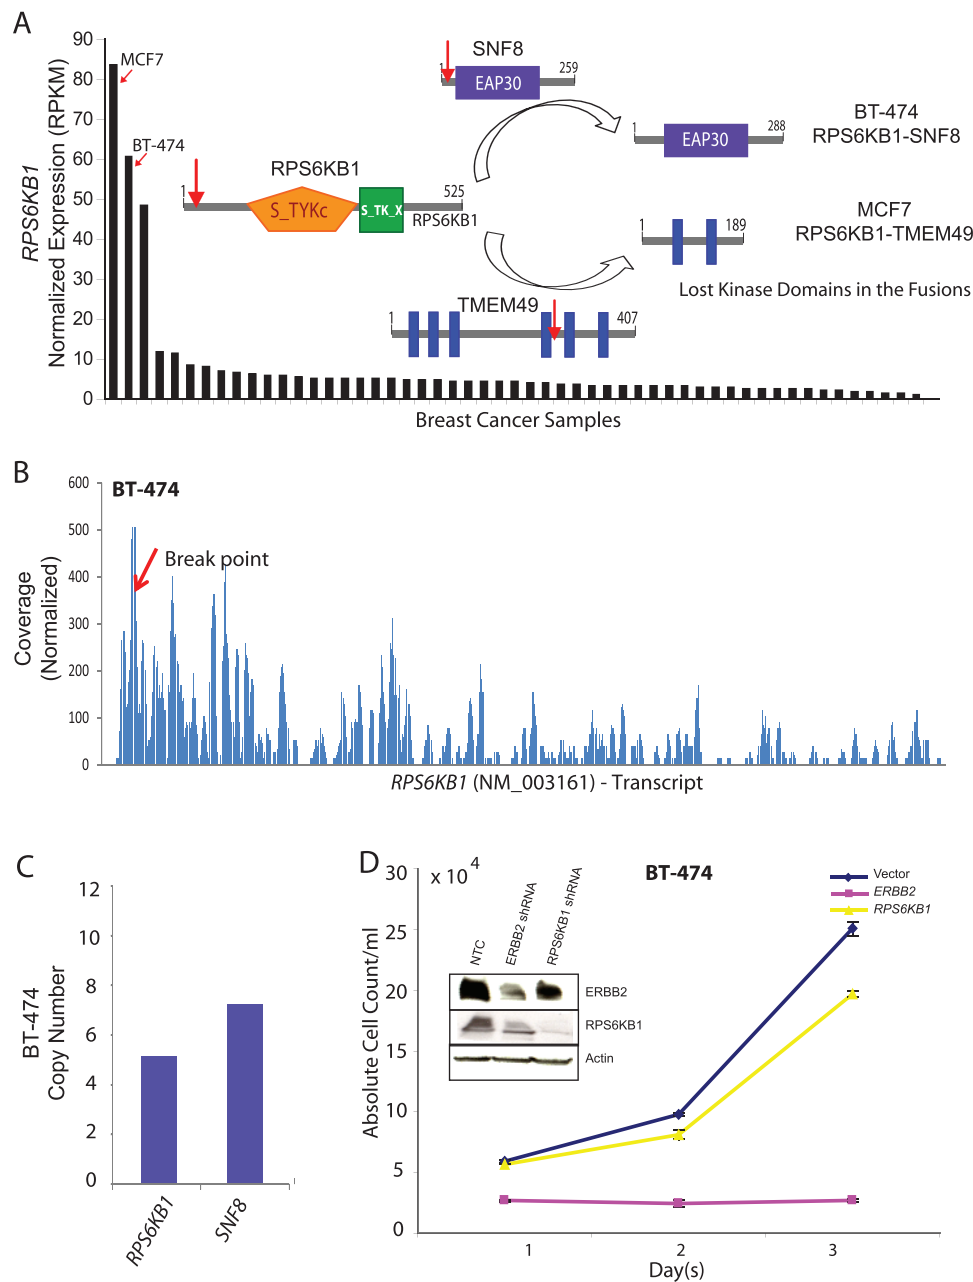 A
RPS6KB1
Normalized Expression (RPKM)
90
80
70
60
50
40
30
20
10
0
MCF7
BT-474
SNF8
1
EAP30
259
RPS6KB1
1
S_TYKc
S_TK_X
525
RPS6KB1
TMEM49
1
407
1
EAP30
288
BT-474
RPS6KB1-SNF8
1
189
MCF7
RPS6KB1-TMEM49
Lost Kinase Domains in the Fusions
Breast Cancer Samples
B
BT-474
Coverage
(Normalized)
600
500
400
300
200
100
0
Break point
RPS6KB1 (NM_003161) - Transcript
C
BT-474
Copy Number
12
10
8
6
4
2
0
RPS6KB1
SNF8
D
BT-474
Absolute Cell Count/ml
x 10^4
30
25
20
15
10
5
0
NTC
ERBB2 shRNA
RPS6KB1 shRNA
ERBB2
RPS6KB1
Actin
Vector
ERBB2
RPS6KB1
1
2
3
Day(s)